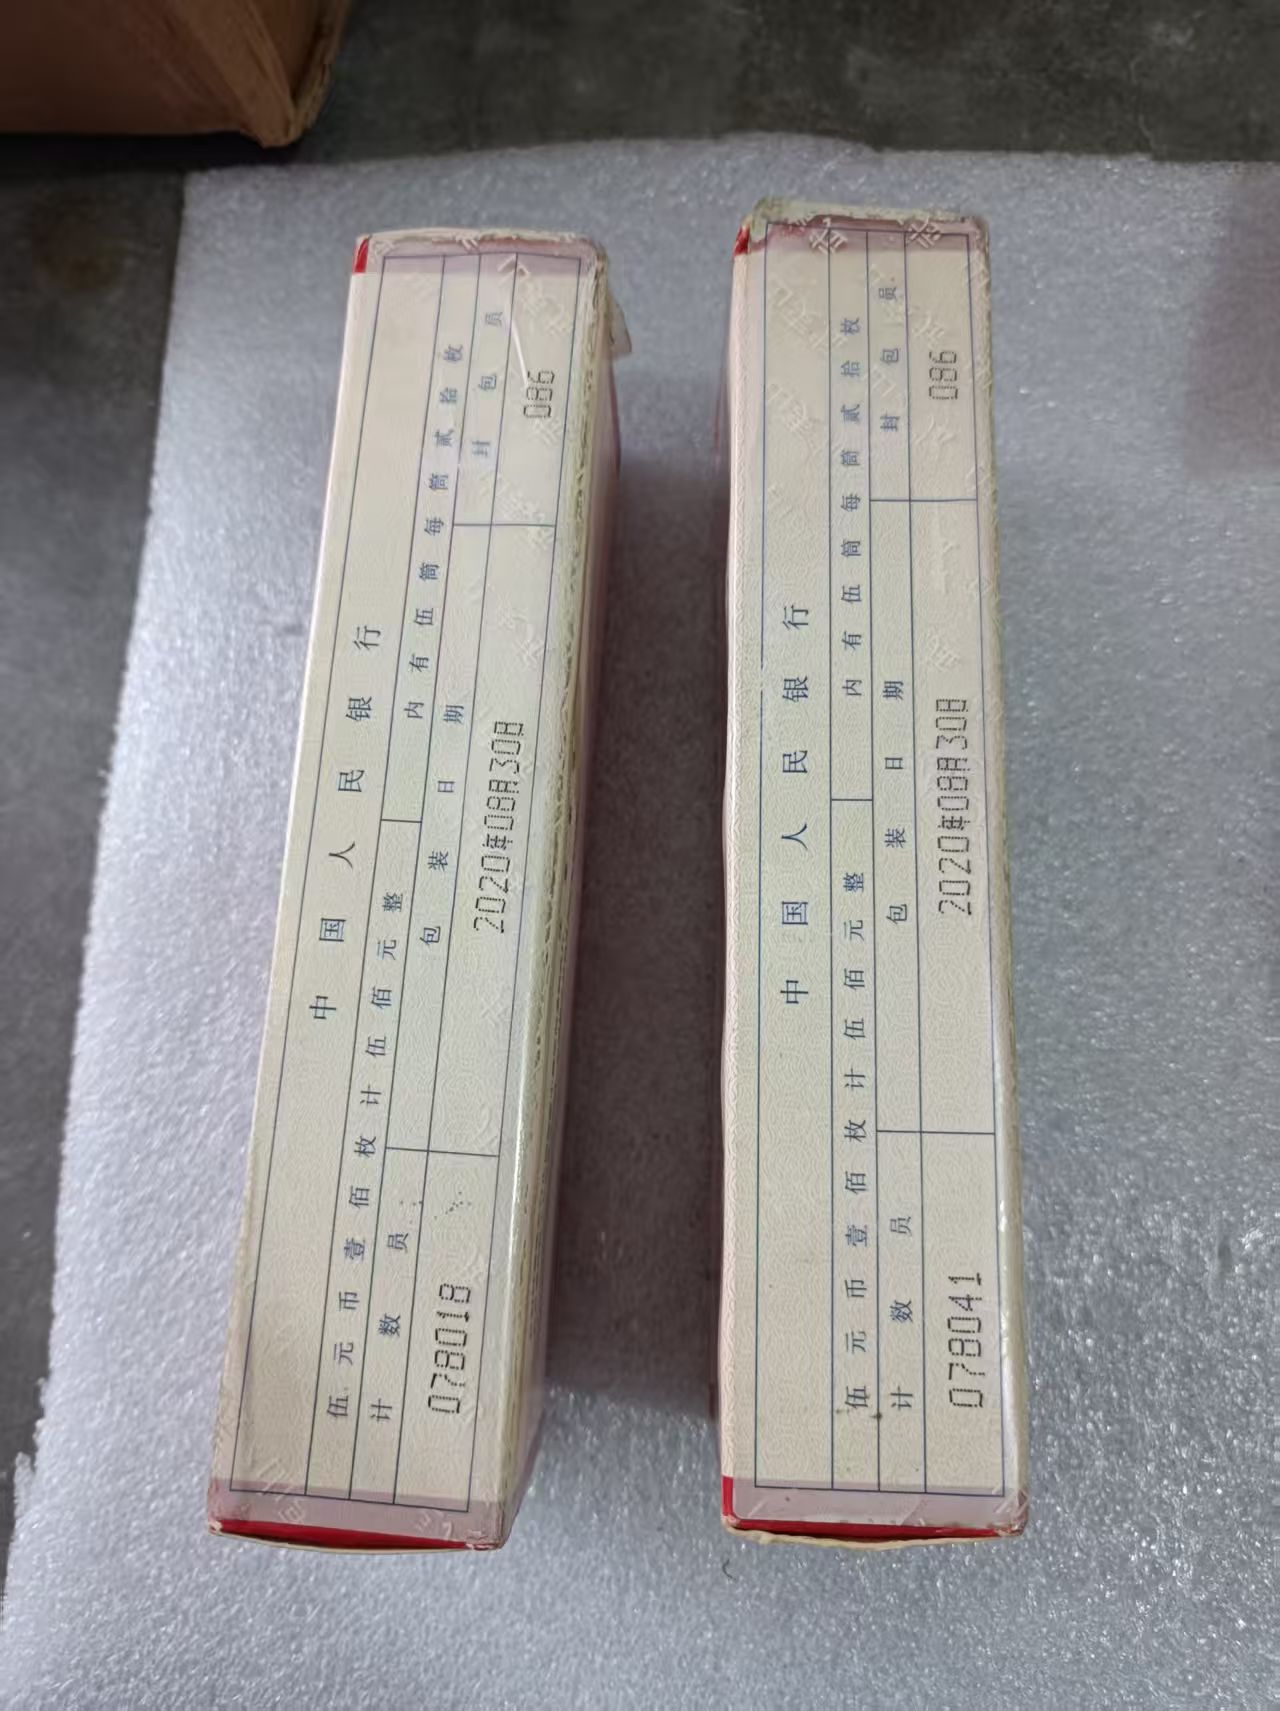 中国人民银行
伍元币壹佰枚计伍佰元整
内有伍筒每筒贰拾枚
计数员
包装日期
封包员
078018
2020年08月30日
086
中国人民银行
伍元币壹佰枚计伍佰元整
内有伍筒每筒贰拾枚
计数员
包装日期
封包员
078041
2020年08月30日
086